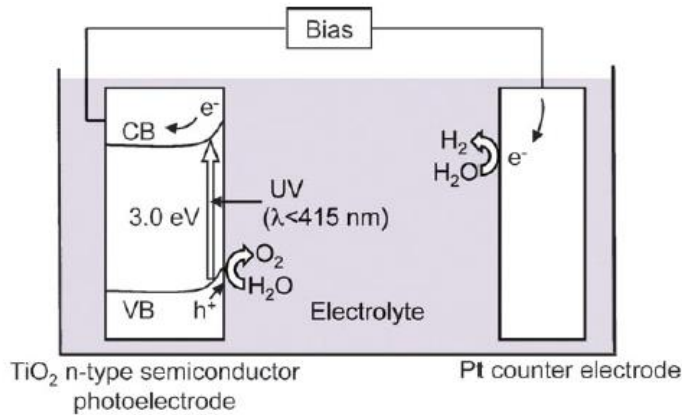 Bias
CB
e-
3.0 eV
UV
(λ<415 nm)
O₂
H₂O
VB
h⁺
Electrolyte
H₂
H₂O
e-
TiO₂ n-type semiconductor
photoelectrode
Pt counter electrode